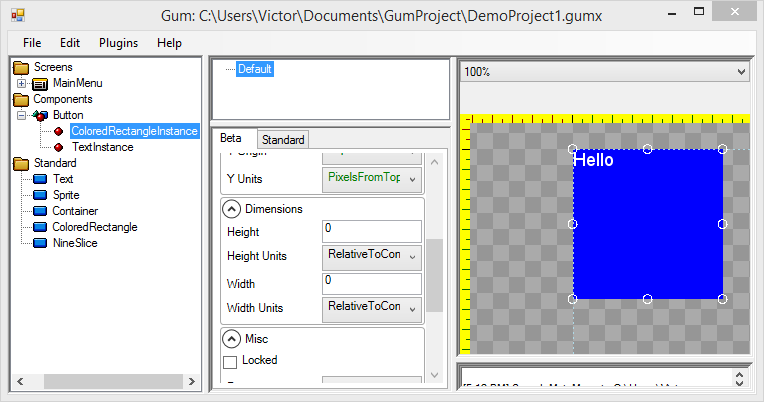 Gum: C:\Users\Victor\Documents\GumProject\DemoProject1.gumx
File Edit Plugins Help
Screens
MainMenu
Components
Button
ColoredRectangleInstance
TextInstance
Standard
Text
Sprite
Container
ColoredRectangle
NineSlice
Default
Beta Standard
Y Units PixelsFromTop
Dimensions
Height 0
Height Units RelativeToCon
Width 0
Width Units RelativeToCon
Misc
Locked
100%
Hello